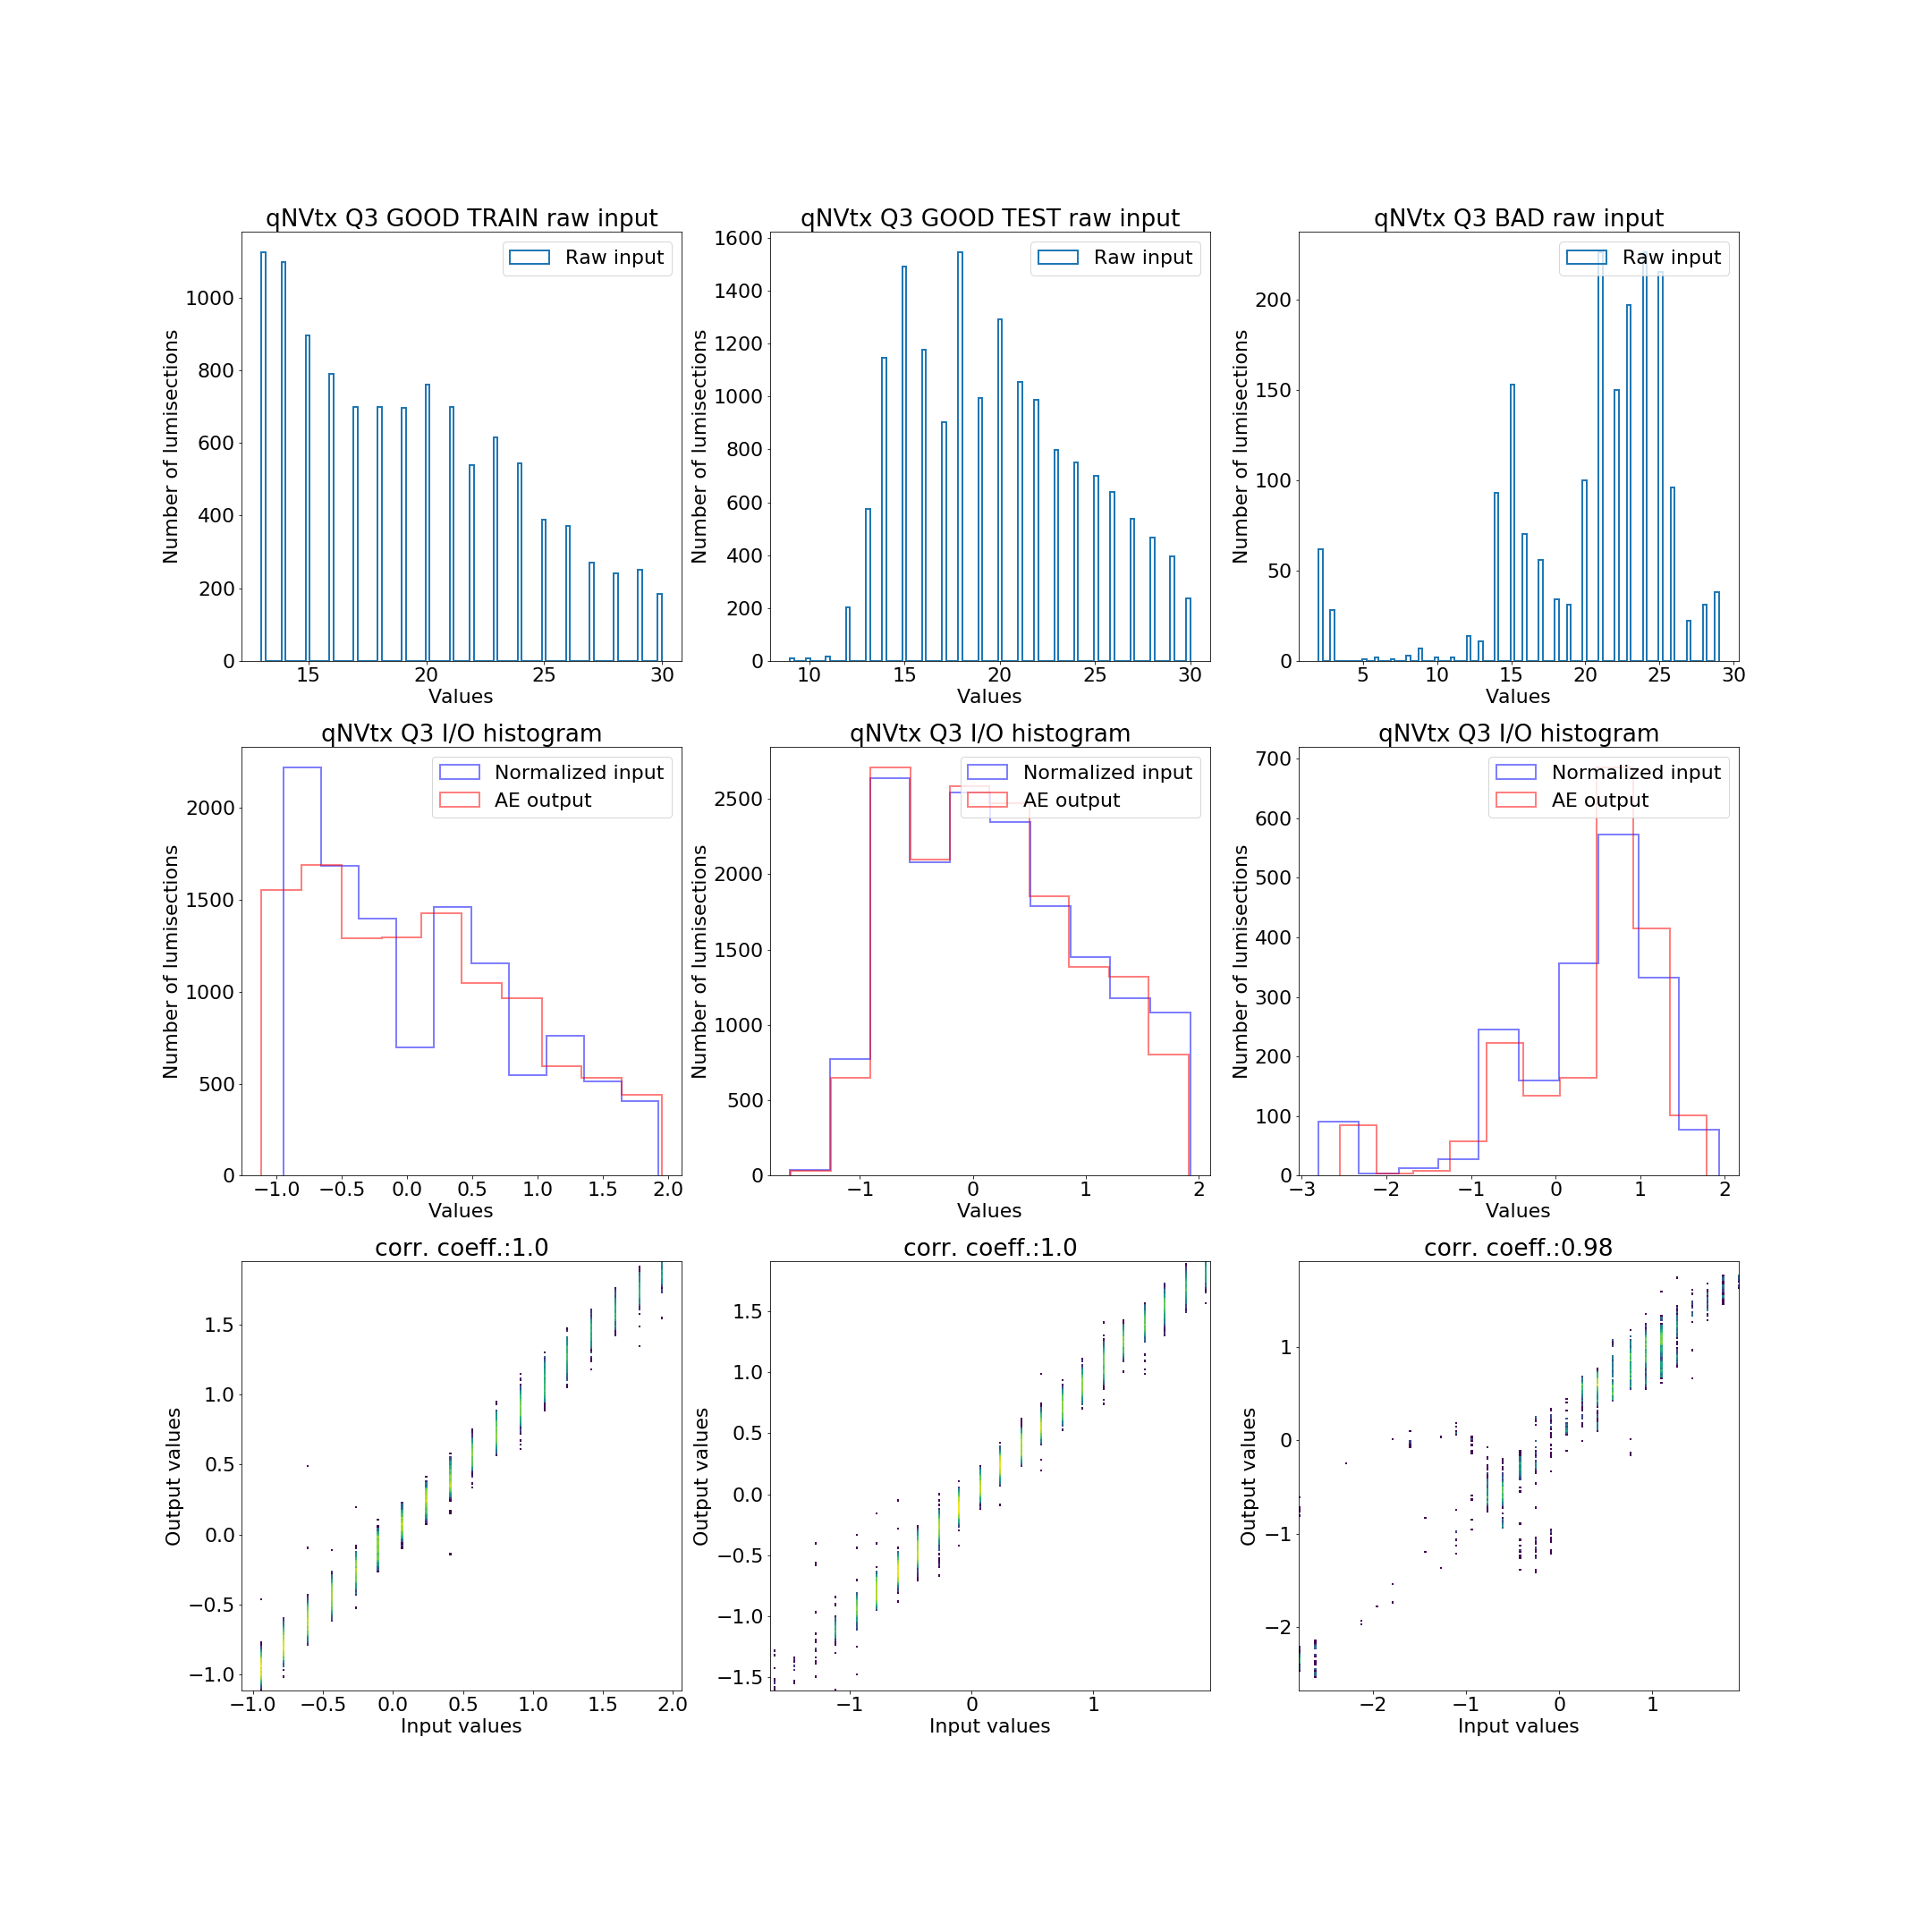 qNVtx Q3 GOOD TRAIN raw input
Raw input
Number of lumisections
0
200
400
600
800
1000
15
20
25
30
Values
qNVtx Q3 GOOD TEST raw input
Raw input
Number of lumisections
0
200
400
600
800
1000
1200
1400
1600
10
15
20
25
30
Values
qNVtx Q3 BAD raw input
Raw input
Number of lumisections
0
50
100
150
200
5
10
15
20
25
30
Values
qNVtx Q3 I/O histogram
Normalized input
AE output
Number of lumisections
0
500
1000
1500
2000
−1.0
−0.5
0.0
0.5
1.0
1.5
2.0
Values
qNVtx Q3 I/O histogram
Normalized input
AE output
Number of lumisections
0
500
1000
1500
2000
2500
−1
0
1
2
Values
qNVtx Q3 I/O histogram
Normalized input
AE output
Number of lumisections
0
100
200
300
400
500
600
700
−3
−2
−1
0
1
2
Values
corr. coeff.:1.0
Output values
−1.0
−0.5
0.0
0.5
1.0
1.5
−1.0
−0.5
0.0
0.5
1.0
1.5
2.0
Input values
corr. coeff.:1.0
Output values
−1.5
−1.0
−0.5
0.0
0.5
1.0
1.5
−1
0
1
Input values
corr. coeff.:0.98
Output values
−2
−1
0
1
−2
−1
0
1
Input values